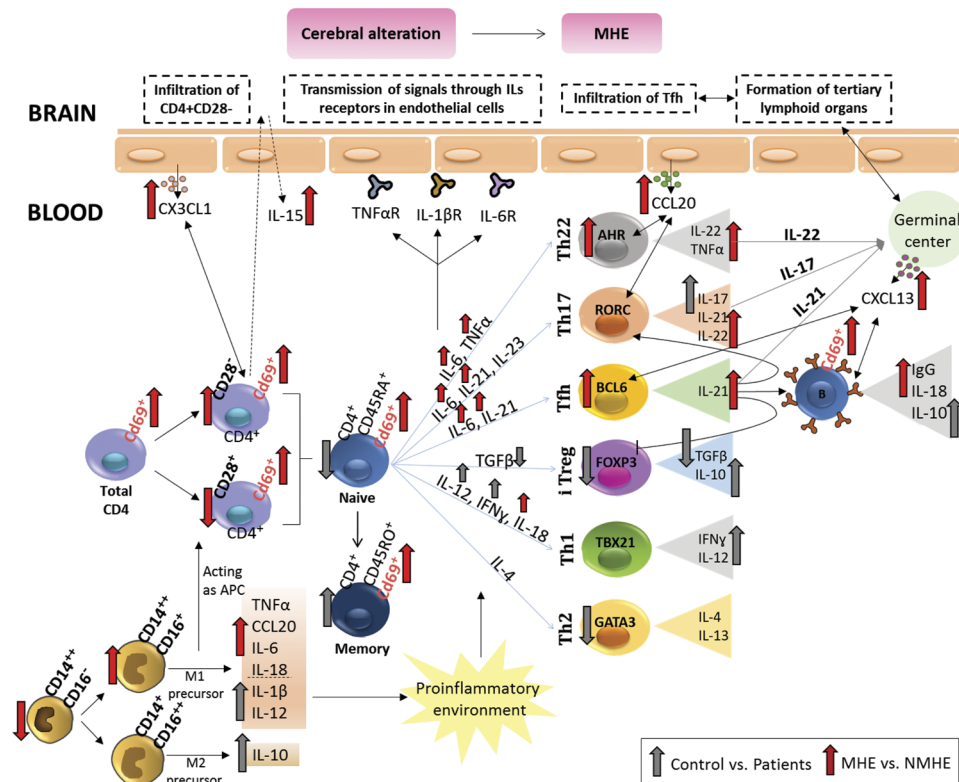 Cerebral alteration
MHE
BRAIN
Infiltration of
CD4+CD28-
Transmission of signals through ILs
receptors in endothelial cells
Infiltration of Tfh
Formation of tertiary
lymphoid organs
BLOOD
CX3CL1
IL-15
TNFαR
IL-1βR
IL-6R
CCL20
Germinal
center
CXCL13
Th22
AHR
IL-22
TNFα
IL-22
IL-17
IL-21
Th17
RORC
IL-17
IL-21
IL-22
Tfh
BCL6
IL-21
Cd69+
B
IgG
IL-18
IL-10
i Treg
FOXP3
TGFβ
IL-10
Th1
TBX21
IFNγ
IL-12
Th2
GATA3
IL-4
IL-13
IL-6, TNFα
IL-6, IL-21, IL-23
IL-6, IL-21
TGFβ
IL-12, IFNγ, IL-18
IL-4
Cd69+
Total
CD4
CD28-
Cd69+
CD4+
CD28+
Cd69+
CD4+
CD4+
CD45RA+
Cd69+
Naive
CD4+
CD45RO+
Cd69+
Memory
Acting
as APC
CD14++
CD16-
CD14++
CD16+
M1
precursor
CD14+
CD16++
M2
precursor
TNFα
CCL20
IL-6
IL-18
IL-1β
IL-12
IL-10
Proinflammatory
environment
Control vs. Patients
MHE vs. NMHE